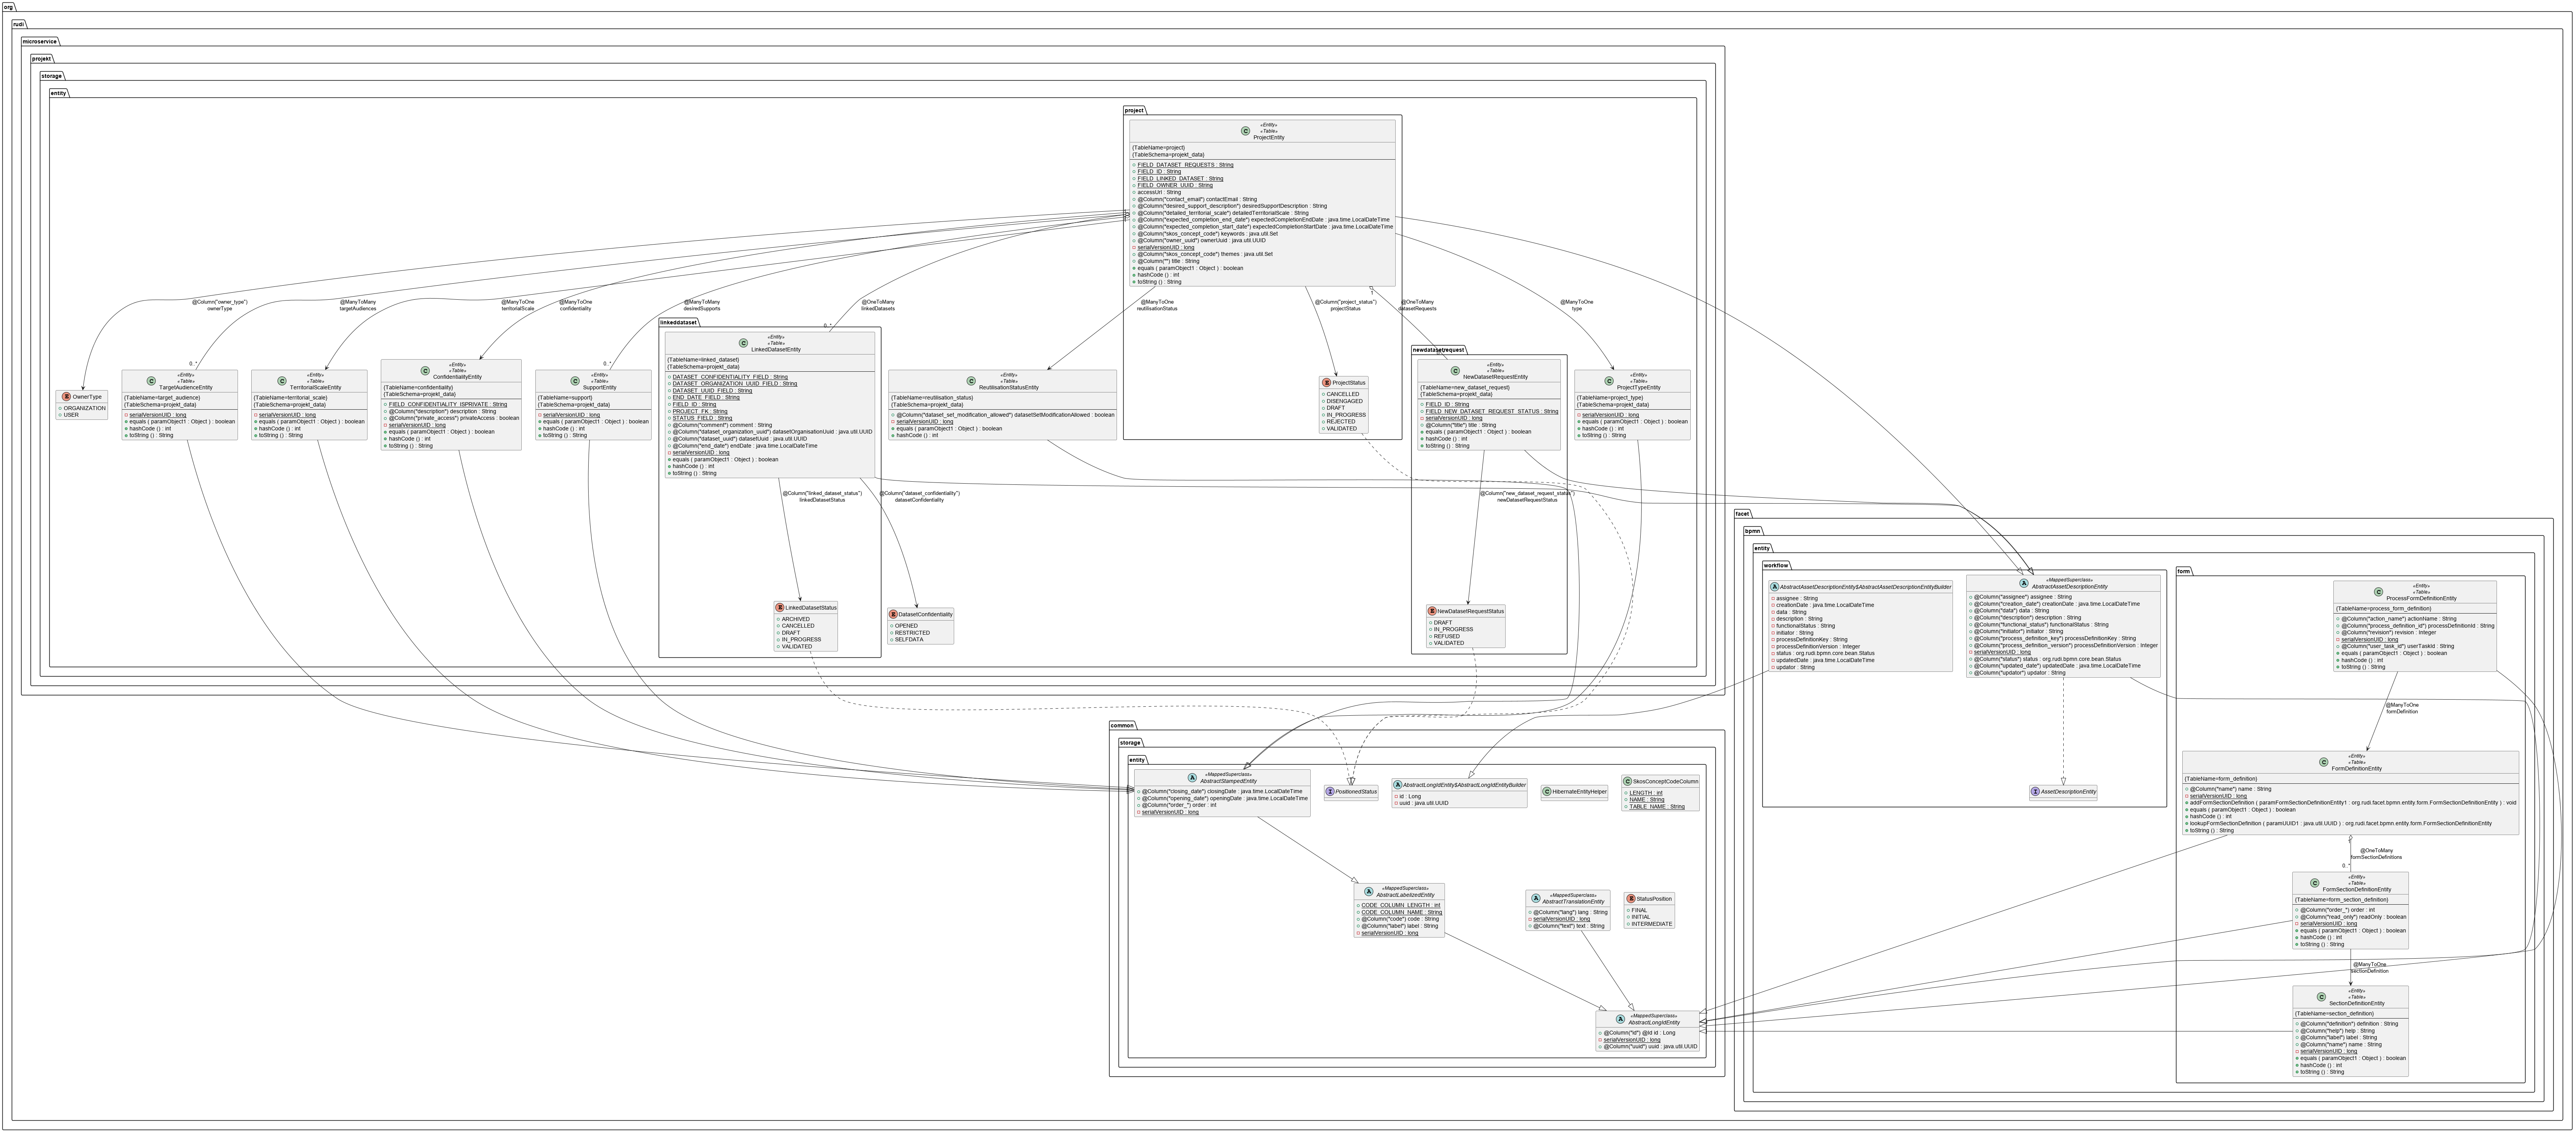 org
rudi
microservice
projekt
storage
entity
project
«Entity»
«Table»
ProjectEntity
{TableName=project}
{TableSchema=projekt_data}
FIELD_DATASET_REQUESTS : String
FIELD_ID : String
FIELD_LINKED_DATASET : String
FIELD_OWNER_UUID : String
accessUri : String
@Column("contact_email") contactEmail : String
@Column("desired_support_description") desiredSupportDescription : String
@Column("detailed_territorial_scale") detailedTerritorialScale : String
@Column("expected_completion_end_date") expectedCompletionEndDate : java.time.LocalDateTime
@Column("expected_completion_start_date") expectedCompletionStartDate : java.time.LocalDateTime
@Column("skos_concept_code") keywords : java.util.Set
@Column("owner_uuid") ownerUuid : java.util.UUID
serialVersionUID : long
@Column("skos_concept_code") themes : java.util.Set
@Column("") title : String
equals ( paramObject1 : Object ) : boolean
hashCode () : int
toString () : String
@Column("owner_type")
ownerType
@ManyToMany
targetAudiences
@ManyToOne
territorialScale
@ManyToOne
confidentiality
@ManyToMany
desiredSupports
@OneToMany
linkedDatasets
@ManyToOne
reutilisationStatus
@Column("project_status")
projectStatus
1
@OneToMany
datasetRequests
@ManyToOne
type
0..*
0..*
0..*
E OwnerType
ORGANIZATION
USER
«Entity»
«Table»
TargetAudienceEntity
{TableName=target_audience}
{TableSchema=projekt_data}
serialVersionUID : long
equals ( paramObject1 : Object ) : boolean
hashCode () : int
toString () : String
«Entity»
«Table»
TerritorialScaleEntity
{TableName=territorial_scale}
{TableSchema=projekt_data}
serialVersionUID : long
equals ( paramObject1 : Object ) : boolean
hashCode () : int
toString () : String
«Entity»
«Table»
ConfidentialityEntity
{TableName=confidentiality}
{TableSchema=projekt_data}
FIELD_CONFIDENTIALITY_ISPRIVATE : String
@Column("description") description : String
@Column("private_access") privateAccess : boolean
serialVersionUID : long
equals ( paramObject1 : Object ) : boolean
hashCode () : int
toString () : String
«Entity»
«Table»
SupportEntity
{TableName=support}
{TableSchema=projekt_data}
serialVersionUID : long
equals ( paramObject1 : Object ) : boolean
hashCode () : int
toString () : String
linkeddataset
«Entity»
«Table»
LinkedDatasetEntity
{TableName=linked_dataset}
{TableSchema=projekt_data}
DATASET_CONFIDENTIALITY_FIELD : String
DATASET_ORGANIZATION_UUID_FIELD : String
DATASET_UUID_FIELD : String
END_DATE_FIELD : String
FIELD_ID : String
PROJECT_FK : String
STATUS_FIELD : String
@Column("comment") comment : String
@Column("dataset_organization_uuid") datasetOrganisationUuid : java.util.UUID
@Column("dataset_uuid") datasetUuid : java.util.UUID
@Column("end_date") endDate : java.time.LocalDateTime
serialVersionUID : long
equals ( paramObject1 : Object ) : boolean
hashCode () : int
toString () : String
«Entity»
«Table»
ReutilisationStatusEntity
{TableName=reutilisation_status}
{TableSchema=projekt_data}
@Column("dataset_set_modification_allowed") datasetSetModificationAllowed : boolean
serialVersionUID : long
equals ( paramObject1 : Object ) : boolean
hashCode () : int
E ProjectStatus
CANCELLED
DISENGAGED
DRAFT
IN_PROGRESS
REJECTED
VALIDATED
newdatasetrequest
«Entity»
«Table»
NewDatasetRequestEntity
{TableName=new_dataset_request}
{TableSchema=projekt_data}
FIELD_ID : String
FIELD_NEW_DATASET_REQUEST_STATUS : String
serialVersionUID : long
@Column("title") title : String
equals ( paramObject1 : Object ) : boolean
hashCode () : int
toString () : String
«Entity»
«Table»
ProjectTypeEntity
{TableName=project_type}
{TableSchema=projekt_data}
serialVersionUID : long
equals ( paramObject1 : Object ) : boolean
hashCode () : int
toString () : String
@Column("linked_dataset_status")
linkedDatasetStatus
@Column("dataset_confidentiality")
datasetConfidentiality
@Column("new_dataset_request_status")
newDatasetRequestStatus
E LinkedDatasetStatus
ARCHIVED
CANCELLED
DRAFT
IN_PROGRESS
VALIDATED
E DatasetConfidentiality
OPENED
RESTRICTED
SELFDATA
E NewDatasetRequestStatus
DRAFT
IN_PROGRESS
REFUSED
VALIDATED
facet
bpmn
entity
workflow
A AbstractAssetDescriptionEntity$AbstractAssetDescriptionEntityBuilder
assignee : String
creationDate : java.time.LocalDateTime
data : String
description : String
functionalStatus : String
initiator : String
processDefinitionKey : String
processDefinitionVersion : Integer
status : org.rudi.bpmn.core.bean.Status
updatedDate : java.time.LocalDateTime
updator : String
«MappedSuperclass»
AbstractAssetDescriptionEntity
@Column("assignee") assignee : String
@Column("creation_date") creationDate : java.time.LocalDateTime
@Column("data") data : String
@Column("description") description : String
@Column("functional_status") functionalStatus : String
@Column("initiator") initiator : String
@Column("process_definition_key") processDefinitionKey : String
@Column("process_definition_version") processDefinitionVersion : Integer
serialVersionUID : long
@Column("status") status : org.rudi.bpmn.core.bean.Status
@Column("updated_date") updatedDate : java.time.LocalDateTime
@Column("updator") updator : String
I AssetDescriptionEntity
form
«Entity»
«Table»
ProcessFormDefinitionEntity
{TableName=process_form_definition}
@Column("action_name") actionName : String
@Column("process_definition_id") processDefinitionId : String
@Column("revision") revision : Integer
serialVersionUID : long
@Column("user_task_id") userTaskId : String
equals ( paramObject1 : Object ) : boolean
hashCode () : int
toString () : String
@ManyToOne
formDefinition
«Entity»
«Table»
FormDefinitionEntity
{TableName=form_definition}
@Column("name") name : String
serialVersionUID : long
addFormSectionDefinition ( paramFormSectionDefinitionEntity1 : org.rudi.facet.bpmn.entity.form.FormSectionDefinitionEntity ) : void
equals ( paramObject1 : Object ) : boolean
hashCode () : int
lookupFormSectionDefinition ( paramUUID1 : java.util.UUID ) : org.rudi.facet.bpmn.entity.form.FormSectionDefinitionEntity
toString () : String
@OneToMany
formSectionDefinitions
0..*
«Entity»
«Table»
FormSectionDefinitionEntity
{TableName=form_section_definition}
@Column("order_") order : int
@Column("read_only") readOnly : boolean
serialVersionUID : long
equals ( paramObject1 : Object ) : boolean
hashCode () : int
toString () : String
@ManyToOne
sectionDefinition
«Entity»
«Table»
SectionDefinitionEntity
{TableName=section_definition}
@Column("definition") definition : String
@Column("help") help : String
@Column("label") label : String
@Column("name") name : String
serialVersionUID : long
equals ( paramObject1 : Object ) : boolean
hashCode () : int
toString () : String
common
storage
entity
«MappedSuperclass»
AbstractStampedEntity
@Column("closing_date") closingDate : java.time.LocalDateTime
@Column("opening_date") openingDate : java.time.LocalDateTime
@Column("order_") order : int
serialVersionUID : long
I PositionedStatus
A AbstractLongIdEntity$AbstractLongIdEntityBuilder
id : Long
uuid : java.util.UUID
C HibernateEntityHelper
C SkosConceptCodeColumn
LENGTH : int
NAME : String
TABLE_NAME : String
«MappedSuperclass»
AbstractLabelizedEntity
CODE_COLUMN_LENGTH : int
CODE_COLUMN_NAME : String
@Column("code") code : String
@Column("label") label : String
serialVersionUID : long
«MappedSuperclass»
AbstractTranslationEntity
@Column("lang") lang : String
serialVersionUID : long
@Column("text") text : String
E StatusPosition
FINAL
INITIAL
INTERMEDIATE
«MappedSuperclass»
AbstractLongIdEntity
@Column("id") @Id id : Long
serialVersionUID : long
@Column("uuid") uuid : java.util.UUID